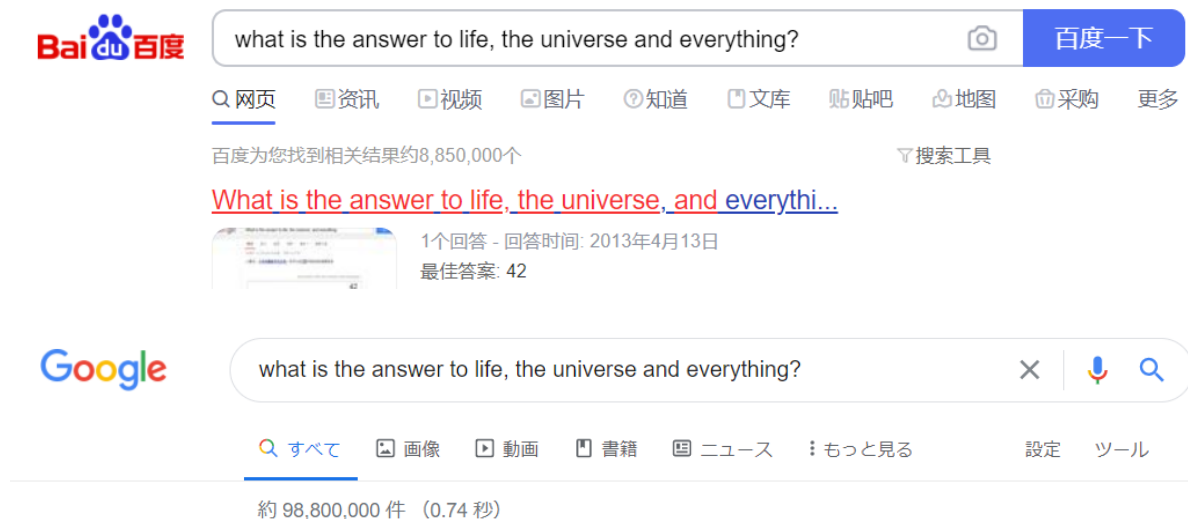 Bai du 百度 what is the answer to life, the universe and everything? 百度一下
网页 资讯 视频 图片 知道 文库 贴吧 地图 采购 更多
百度为您找到相关结果约8,850,000个 搜索工具
What is the answer to life, the universe, and everythi...
1个回答 - 回答时间: 2013年4月13日
最佳答案: 42
Google what is the answer to life, the universe and everything?
すべて 画像 動画 書籍 ニュース もっと見る 設定 ツール
約 98,800,000 件 (0.74 秒)